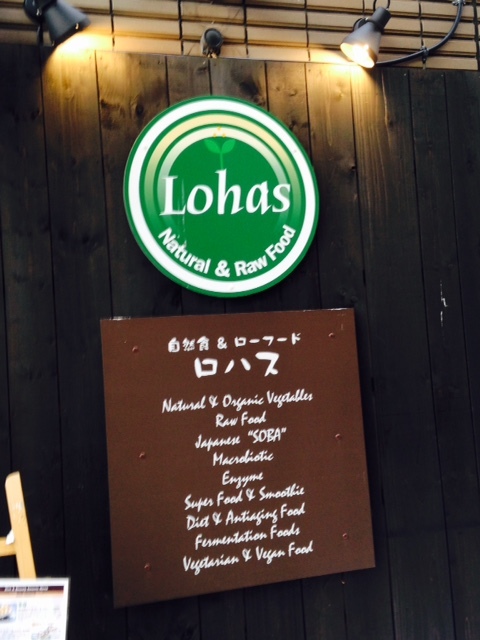 Lohas
Natural & Raw Food
自然食 & ローフード
ロハス
Natural & Organic Vegetables
Raw Food
Japanese "SOBA"
Macrobiotic
Enzyme
Super Food & Smoothie
Diet & Antiaging Food
Fermentation Foods
Vegetarian & Vegan Food